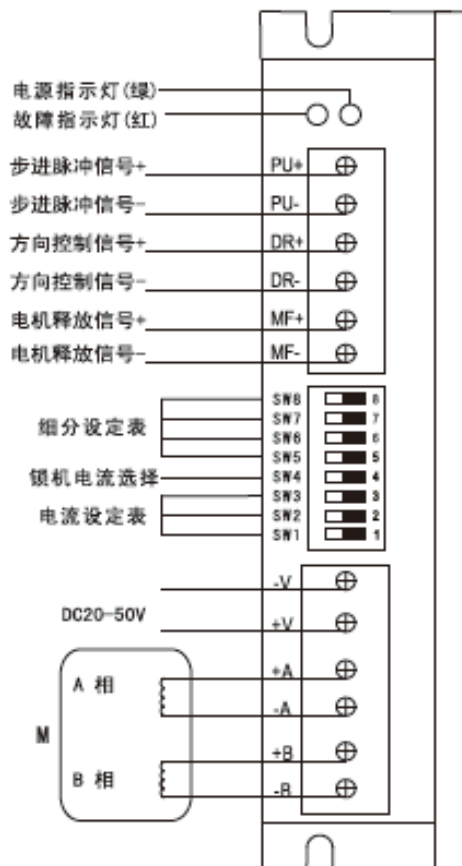 电源指示灯(绿)
故障指示灯(红)
步进脉冲信号+ PU+
步进脉冲信号- PU-
方向控制信号+ DR+
方向控制信号- DR-
电机释放信号+ MF+
电机释放信号- MF-
SW8 8
SW7 7
细分设定表
SW6 6
SW5 5
锁机电流选择 SW4 4
SW3 3
电流设定表 SW2 2
SW1 1
-V
DC20-50V
+V
A 相 +A
-A
M
+B
B 相 -B